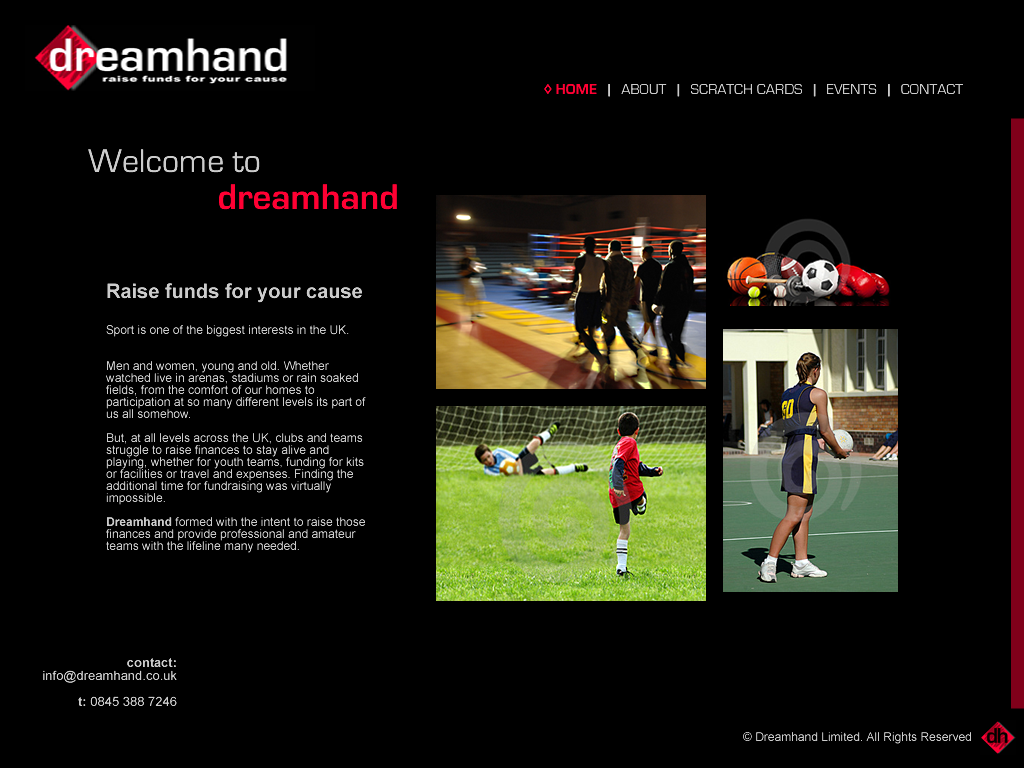 dreamhand
raise funds for your cause
◊ HOME | ABOUT | SCRATCH CARDS | EVENTS | CONTACT
Welcome to
dreamhand
Raise funds for your cause
Sport is one of the biggest interests in the UK.
Men and women, young and old. Whether
watched live in arenas, stadiums or rain soaked
fields, from the comfort of our homes to
participation at so many different levels its part of
us all somehow.
But, at all levels across the UK, clubs and teams
struggle to raise finances to stay alive and
playing, whether for youth teams, funding for kits
or facilities or travel and expenses. Finding the
additional time for fundraising was virtually
impossible.
Dreamhand formed with the intent to raise those
finances and provide professional and amateur
teams with the lifeline many needed.
GD
contact:
info@dreamhand.co.uk
t: 0845 388 7246
© Dreamhand Limited. All Rights Reserved
dh